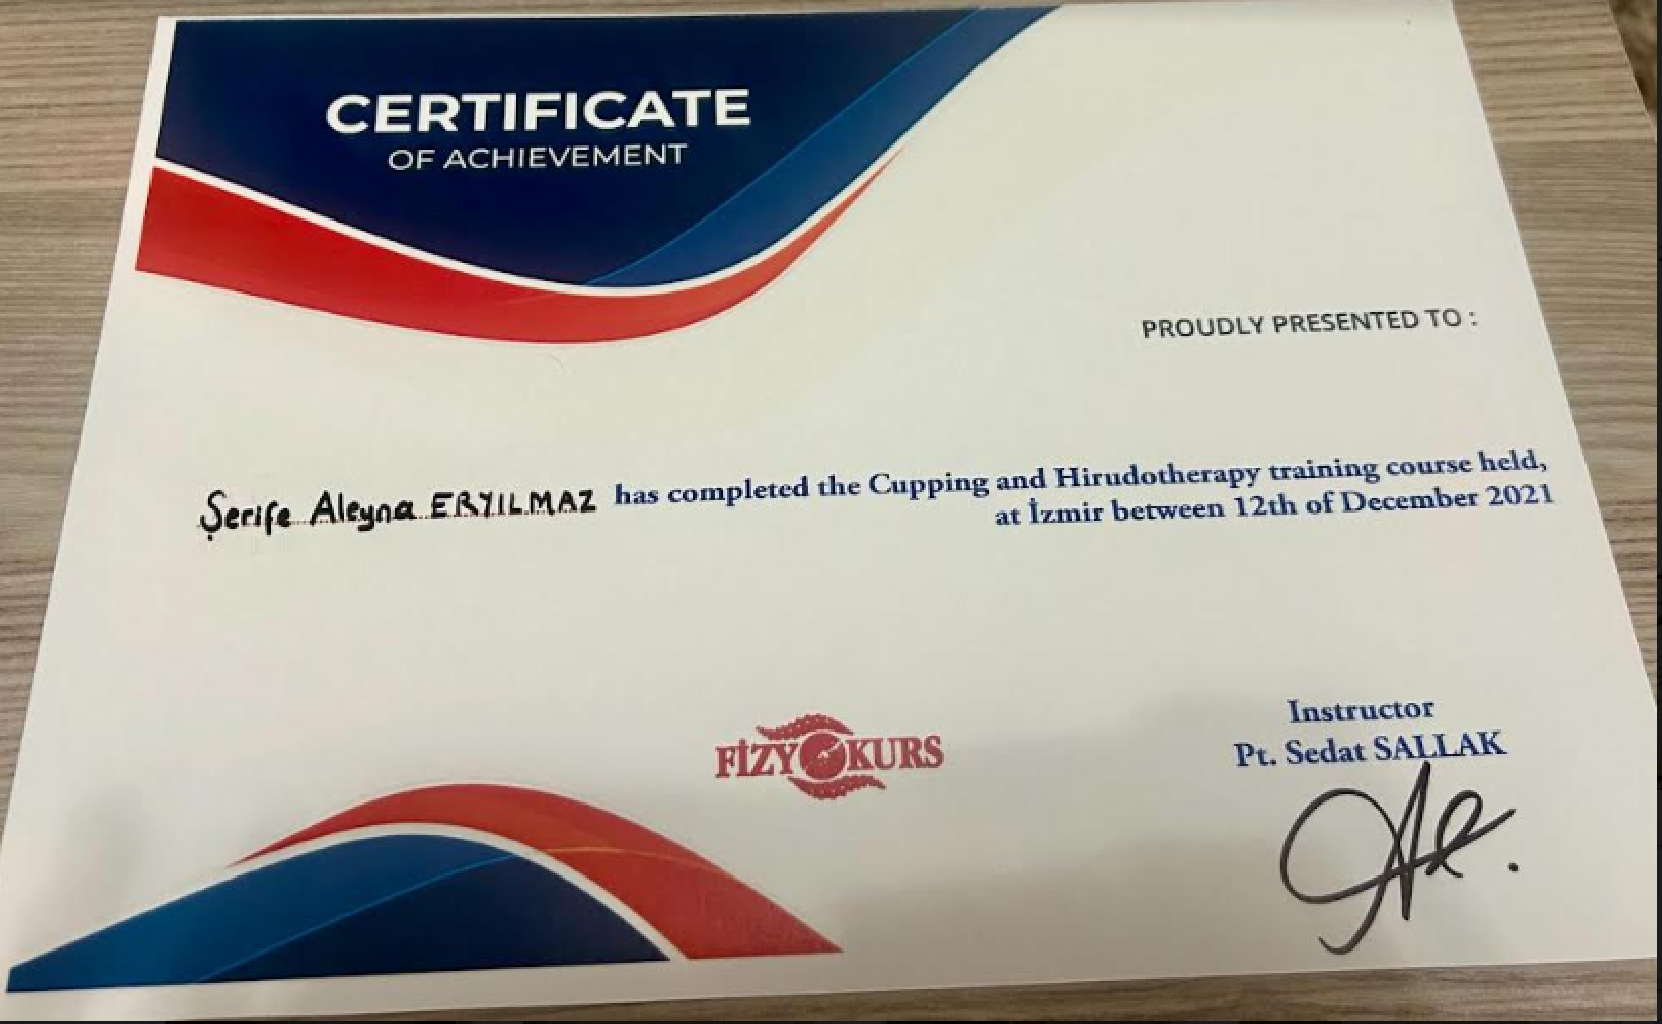 CERTIFICATE
OF ACHIEVEMENT
PROUDLY PRESENTED TO :
Şerife Aleyna ERYILMAZ has completed the Cupping and Hirudotherapy training course held,
at İzmir between 12th of December 2021
FİZYOKURS
Instructor
Pt. Sedat SALLAK